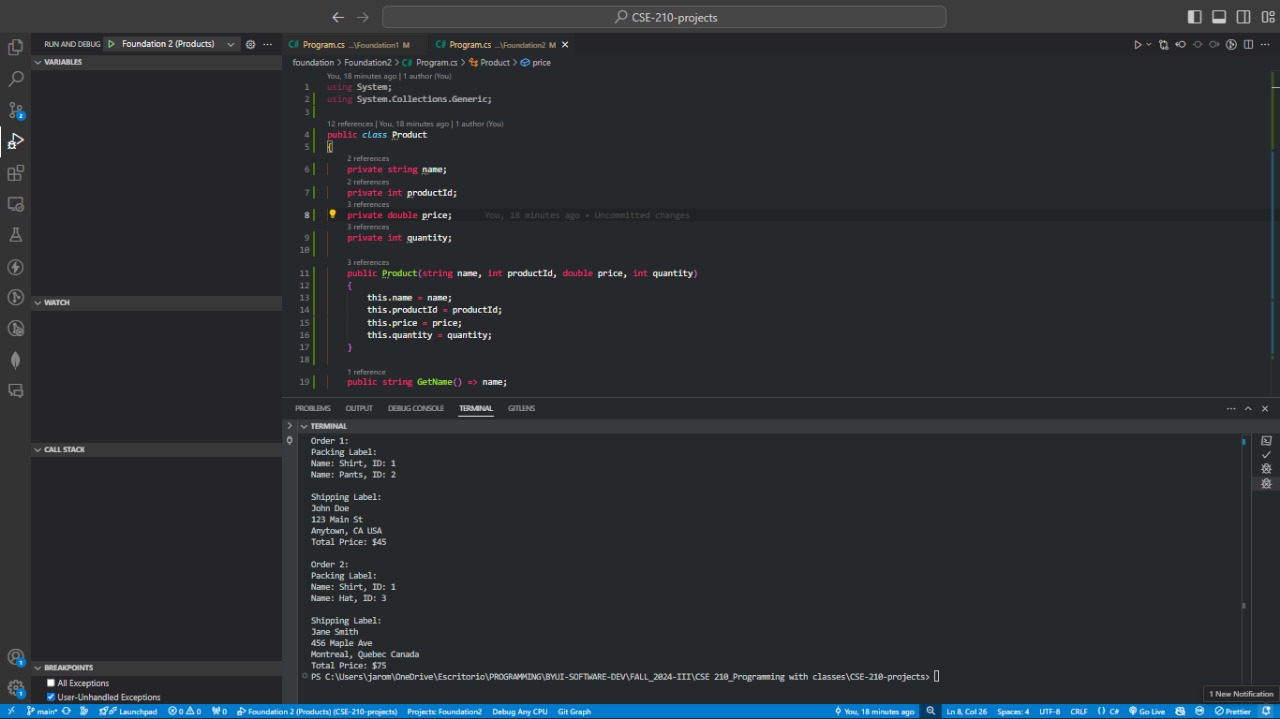 CSE-210-projects
RUN AND DEBUG Foundation 2 (Products)
Program.cs ...\Foundation1 M
Program.cs ...\Foundation2 M
foundation > Foundation2 > Program.cs > Product > price
VARIABLES
WATCH
CALL STACK
BREAKPOINTS
All Exceptions
User-Unhandled Exceptions
You, 18 minutes ago | 1 author (You)
1 using System;
2 using System.Collections.Generic;
3
12 references | You, 18 minutes ago | 1 author (You)
4 public class Product
5 {
2 references
6 private string name;
2 references
7 private int productId;
3 references
8 private double price; You, 18 minutes ago • Uncommitted changes
3 references
9 private int quantity;
10
3 references
11 public Product(string name, int productId, double price, int quantity)
12 {
13 this.name = name;
14 this.productId = productId;
15 this.price = price;
16 this.quantity = quantity;
17 }
18
1 reference
19 public string GetName() => name;
PROBLEMS OUTPUT DEBUG CONSOLE TERMINAL GITLENS
TERMINAL
Order 1:
Packing Label:
Name: Shirt, ID: 1
Name: Pants, ID: 2
Shipping Label:
John Doe
123 Main St
Anytown, CA USA
Total Price: $45
Order 2:
Packing Label:
Name: Shirt, ID: 1
Name: Hat, ID: 3
Shipping Label:
Jane Smith
456 Maple Ave
Montreal, Quebec Canada
Total Price: $75
PS C:\Users\jarom\OneDrive\Escritorio\PROGRAMMING\BYUI-SOFTWARE-DEV\FALL_2024-III\CSE 210_Programming with classes\CSE-210-projects>
1 New Notification
main* Launchpad 0 0 0 Foundation 2 (Products) (CSE-210-projects) Projects: Foundation2 Debug Any CPU Git Graph You, 18 minutes ago Ln 8, Col 26 Spaces: 4 UTF-8 CRLF {} C# Go Live Prettier